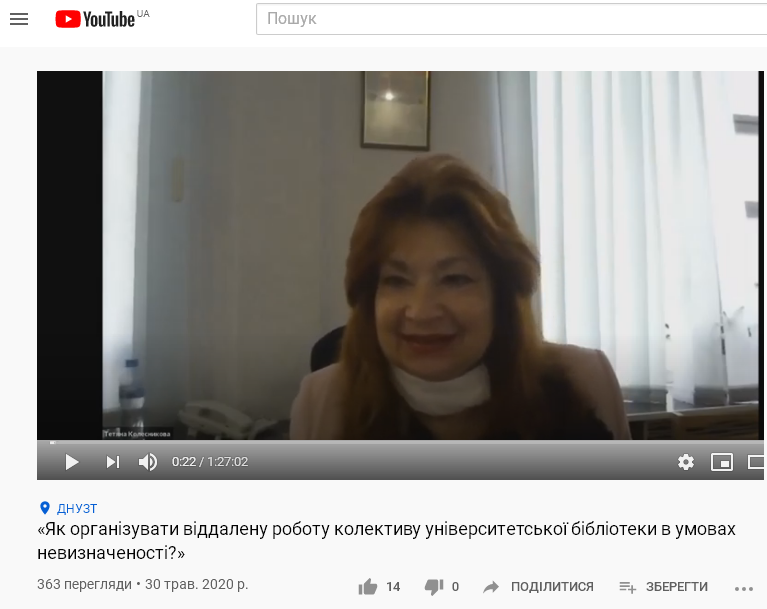 YouTube UA
Пошук
Тетяна Колесникова
0:22 / 1:27:02
ДНУЗТ
«Як організувати віддалену роботу колективу університетської бібліотеки в умовах
невизначеності?»
363 перегляди • 30 трав. 2020 р.
14
0
ПОДІЛИТИСЯ
ЗБЕРЕГТИ